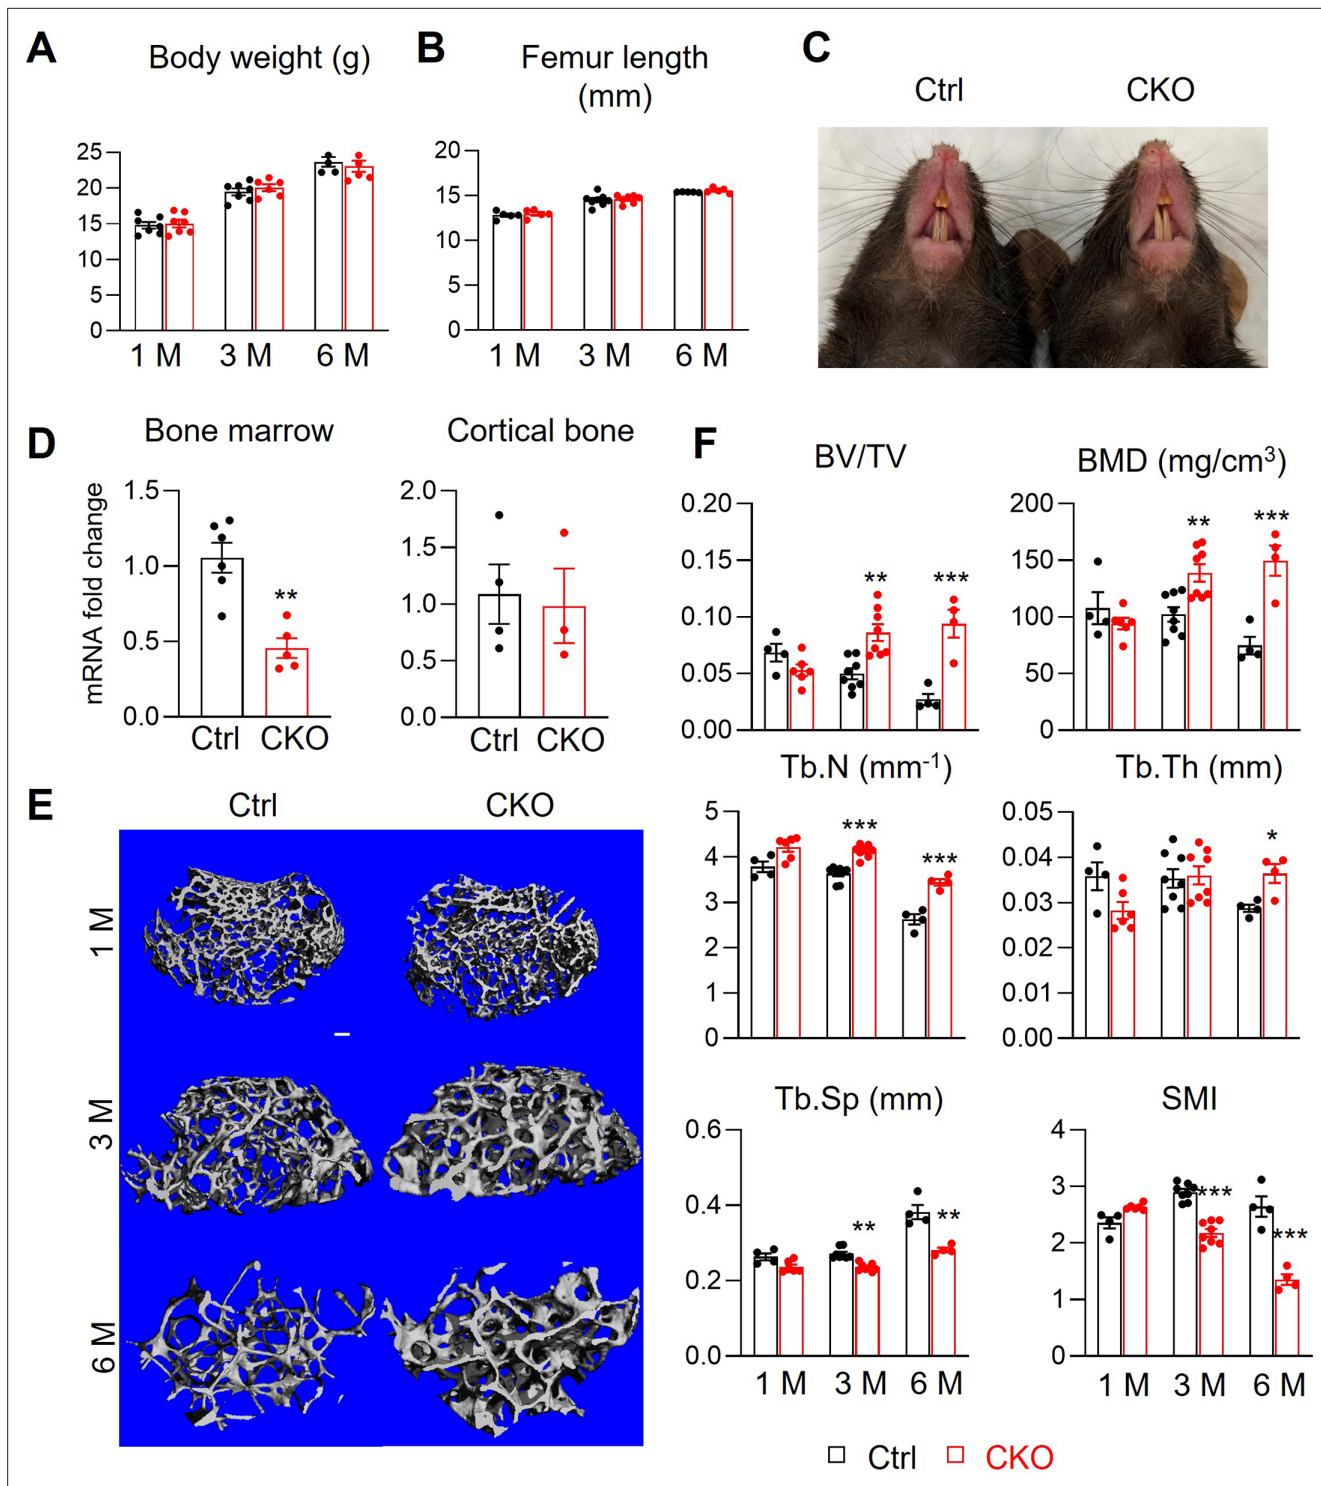 A
Body weight (g)
25
20
15
10
5
0
1 M 3 M 6 M
B
Femur length
(mm)
20
15
10
5
0
1 M 3 M 6 M
C
Ctrl CKO
D
Bone marrow
mRNA fold change
1.5
1.0
0.5
0.0
**
Ctrl CKO
Cortical bone
2.0
1.5
1.0
0.5
0.0
Ctrl CKO
E
Ctrl CKO
1 M
3 M
6 M
F
BV/TV
0.20
0.15
0.10
0.05
0.00
** ***
BMD (mg/cm³)
200
150
100
50
0
** ***
Tb.N (mm⁻¹)
5
4
3
2
1
0
*** ***
Tb.Th (mm)
0.05
0.04
0.03
0.02
0.01
0.00
*
Tb.Sp (mm)
0.6
0.4
0.2
0.0
** **
1 M 3 M 6 M
SMI
4
3
2
1
0
*** ***
1 M 3 M 6 M
Ctrl CKO